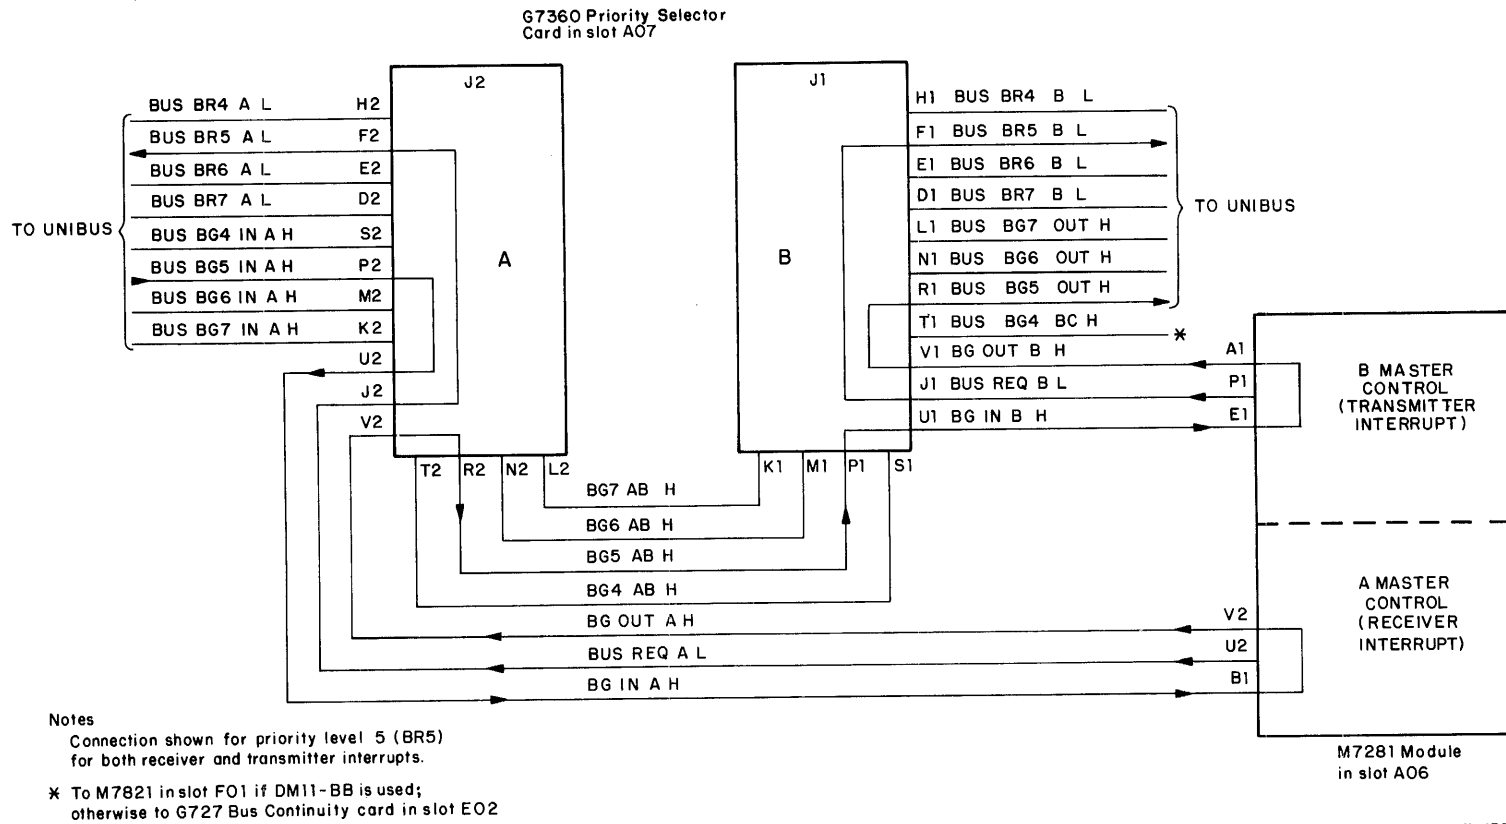 G7360 Priority Selector
Card in slot A07
J2
BUS BR4 A L H2
BUS BR5 A L F2
BUS BR6 A L E2
BUS BR7 A L D2
TO UNIBUS
BUS BG4 IN A H S2
BUS BG5 IN A H P2
BUS BG6 IN A H M2
BUS BG7 IN A H K2
U2
J2
V2
A
T2 R2 N2 L2
J1
B
H1 BUS BR4 B L
F1 BUS BR5 B L
E1 BUS BR6 B L
D1 BUS BR7 B L
TO UNIBUS
L1 BUS BG7 OUT H
N1 BUS BG6 OUT H
R1 BUS BG5 OUT H
T1 BUS BG4 BC H *
V1 BG OUT B H
J1 BUS REQ B L
U1 BG IN B H
K1 M1 P1 S1
A1
P1
E1
B MASTER
CONTROL
(TRANSMITTER
INTERRUPT)
BG7 AB H
BG6 AB H
BG5 AB H
BG4 AB H
BG OUT A H
BUS REQ A L
BG IN A H
V2
U2
B1
A MASTER
CONTROL
(RECEIVER
INTERRUPT)
M7281 Module
in slot A06
Notes
Connection shown for priority level 5 (BR5)
for both receiver and transmitter interrupts.
* To M7821 in slot F01 if DM11-BB is used;
otherwise to G727 Bus Continuity card in slot E02